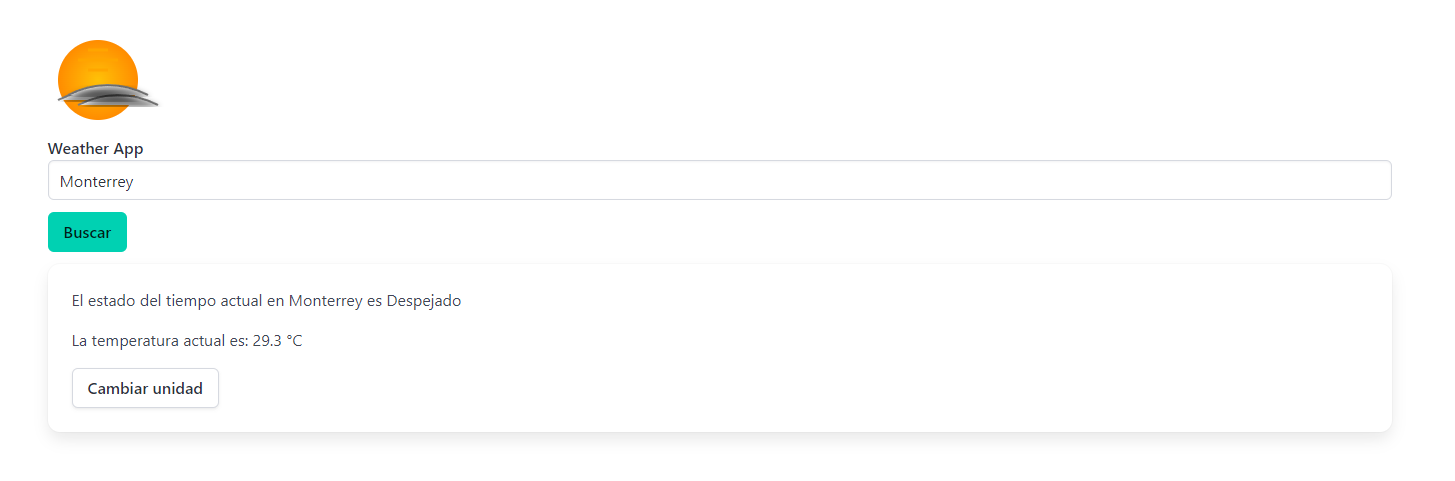 Weather App
Monterrey
Buscar
El estado del tiempo actual en Monterrey es Despejado
La temperatura actual es: 29.3 °C
Cambiar unidad